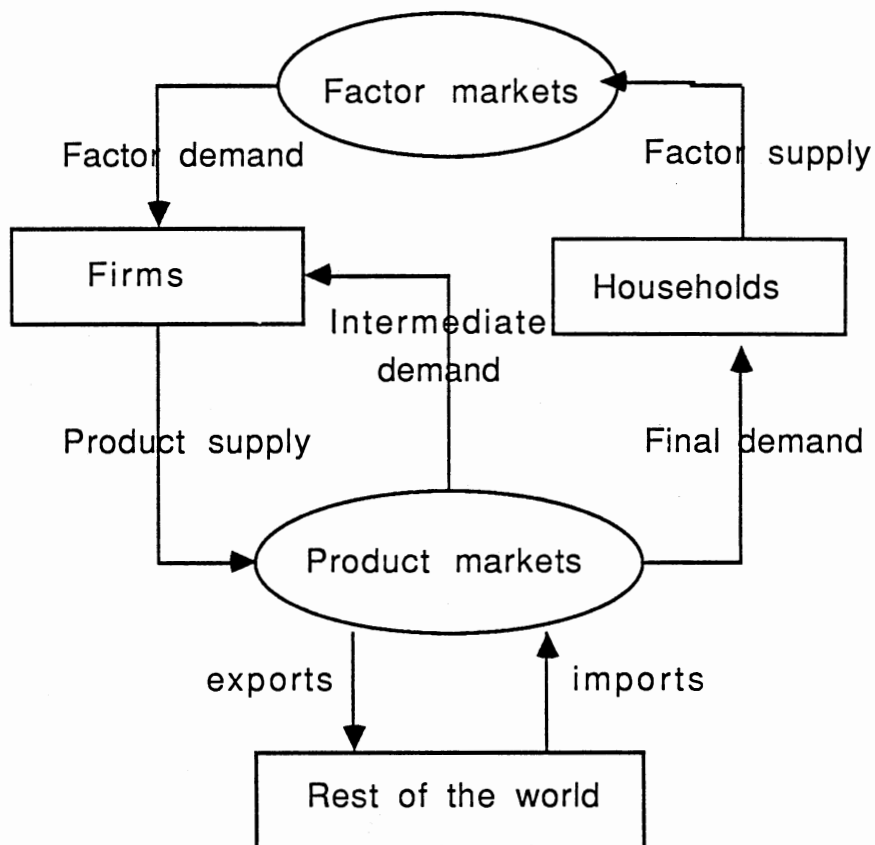 Factor markets
Factor demand
Factor supply
Firms
Households
Intermediate
demand
Product supply
Final demand
Product markets
exports
imports
Rest of the world